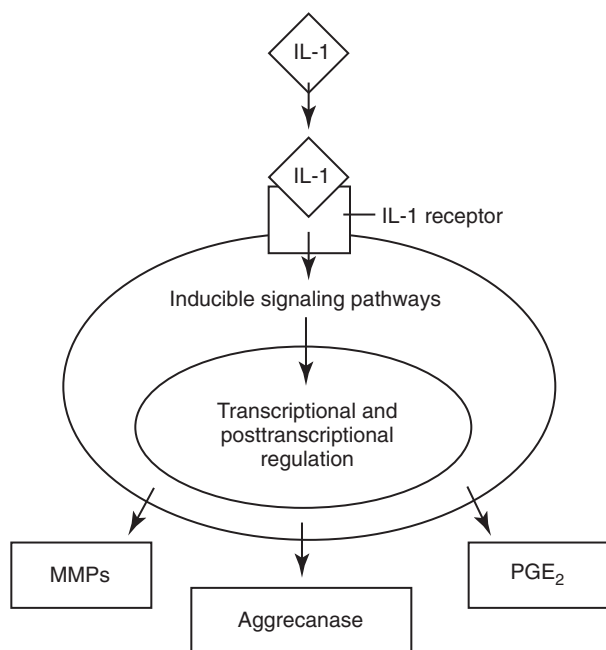 IL-1
IL-1
IL-1 receptor
Inducible signaling pathways
Transcriptional and
posttranscriptional
regulation
MMPs
PGE₂
Aggrecanase